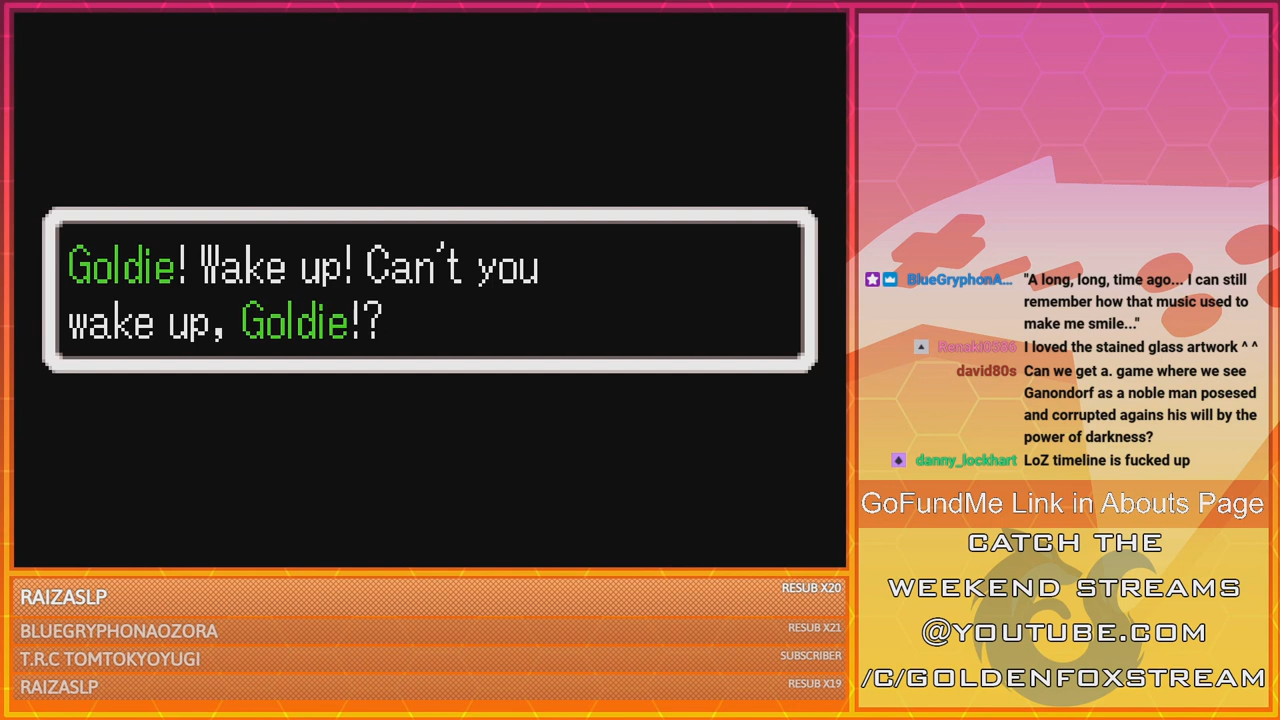 Goldie! Wake up! Can't you
wake up, Goldie!?
BlueGryphonA... "A long, long, time ago... I can still
remember how that music used to
make me smile..."
Renaki0586 I loved the stained glass artwork ^ ^
david80s Can we get a. game where we see
Ganondorf as a noble man posesed
and corrupted agains his will by the
power of darkness?
danny_lockhart LoZ timeline is fucked up
GoFundMe Link in Abouts Page
CATCH THE
WEEKEND STREAMS
@YOUTUBE.COM
/C/GOLDENFOXSTREAM
RAIZASLP RESUB X20
BLUEGRYPHONAOZORA RESUB X21
T.R.C TOMTOKYOYUGI SUBSCRIBER
RAIZASLP RESUB X19